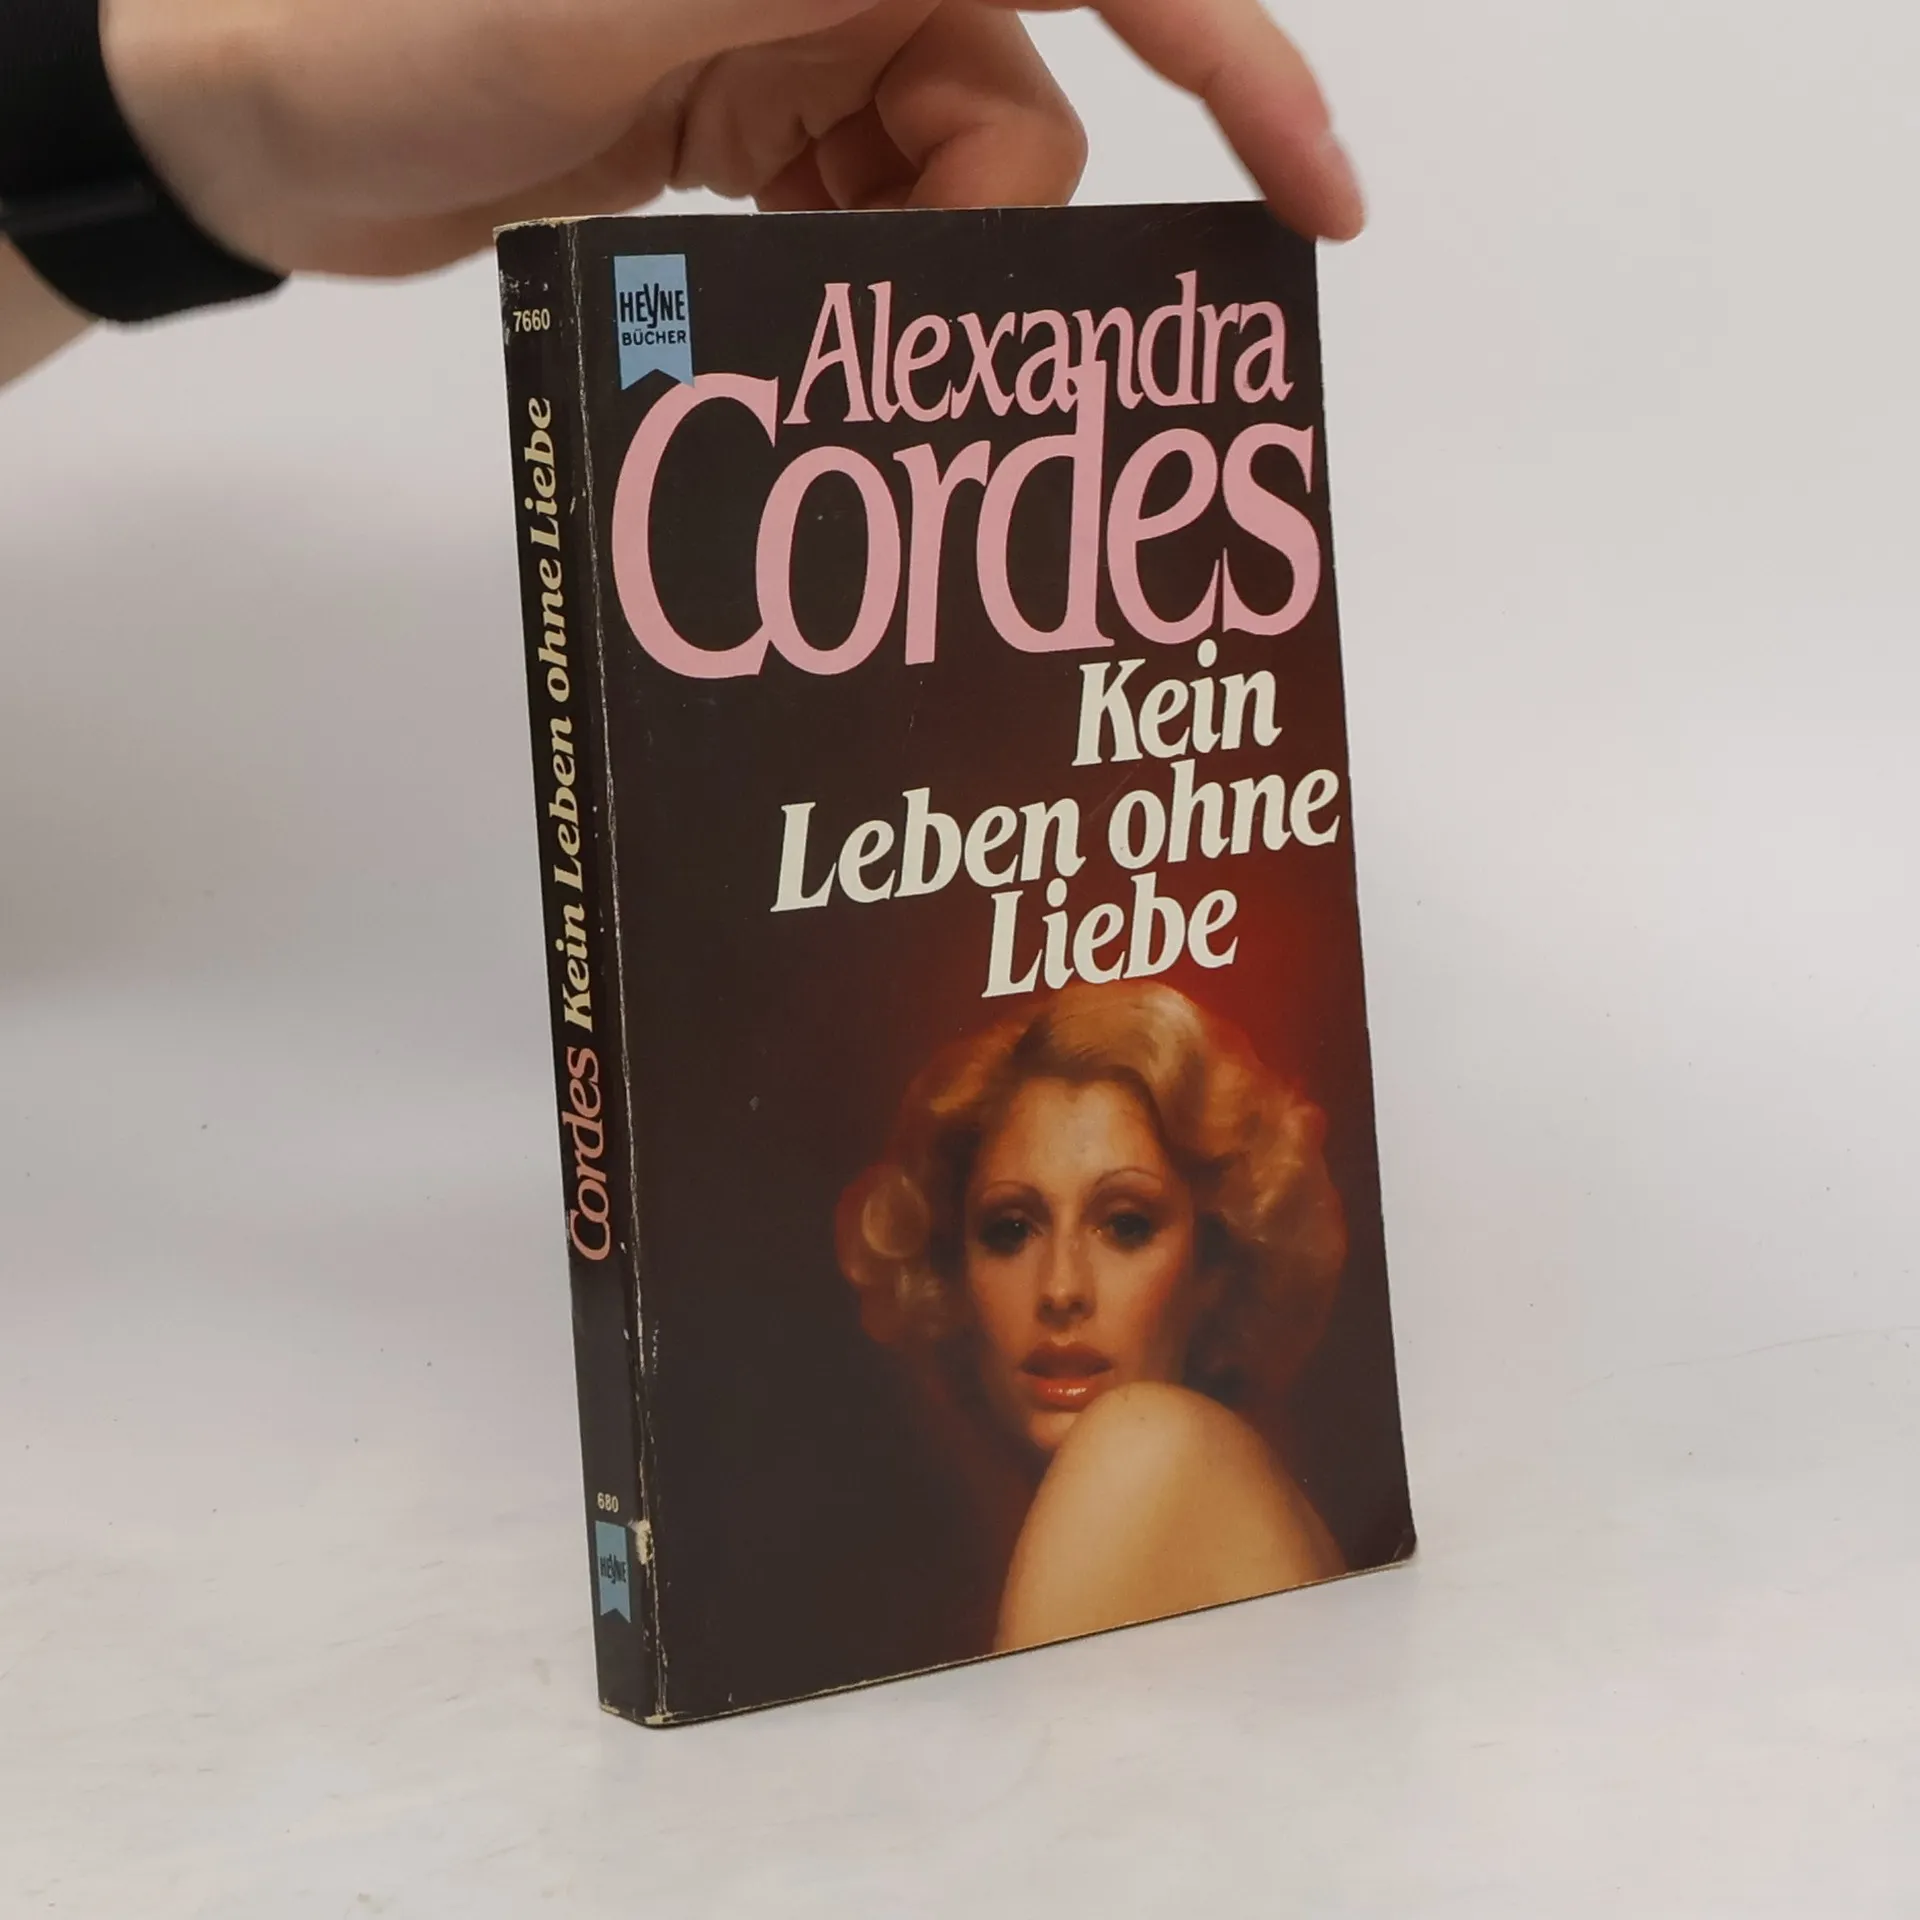 HEYNE
BÜCHER
Alexandra
Cordes
Kein
Leben ohne
Liebe
7660
Cordes Kein Leben ohne Liebe
680
HEYNE